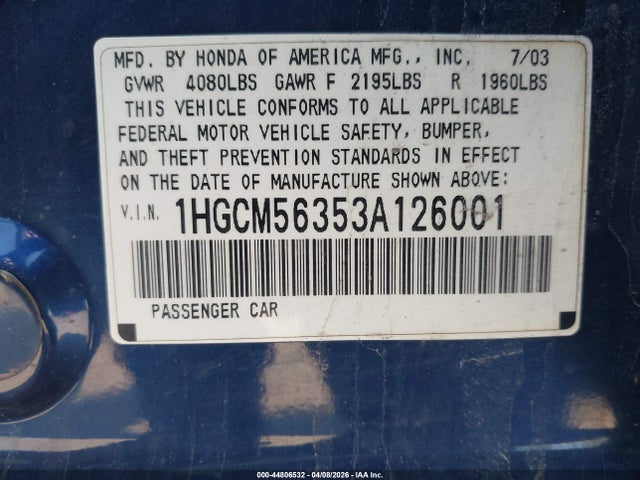 MFD. BY HONDA OF AMERICA MFG., INC. 7/03
GVWR 4080LBS GAWR F 2195LBS R 1960LBS
THIS VEHICLE CONFORMS TO ALL APPLICABLE
FEDERAL MOTOR VEHICLE SAFETY, BUMPER,
AND THEFT PREVENTION STANDARDS IN EFFECT
ON THE DATE OF MANUFACTURE SHOWN ABOVE:
V.I.N. 1HGCM56353A126001
PASSENGER CAR
000-44806532 - 04/08/2026 - IAA Inc.